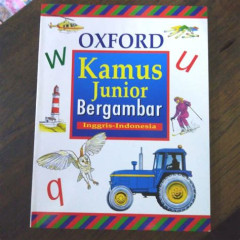 OXFORD
w
u
Kamus
Junior
Bergambar
Inggris-Indonesia
q